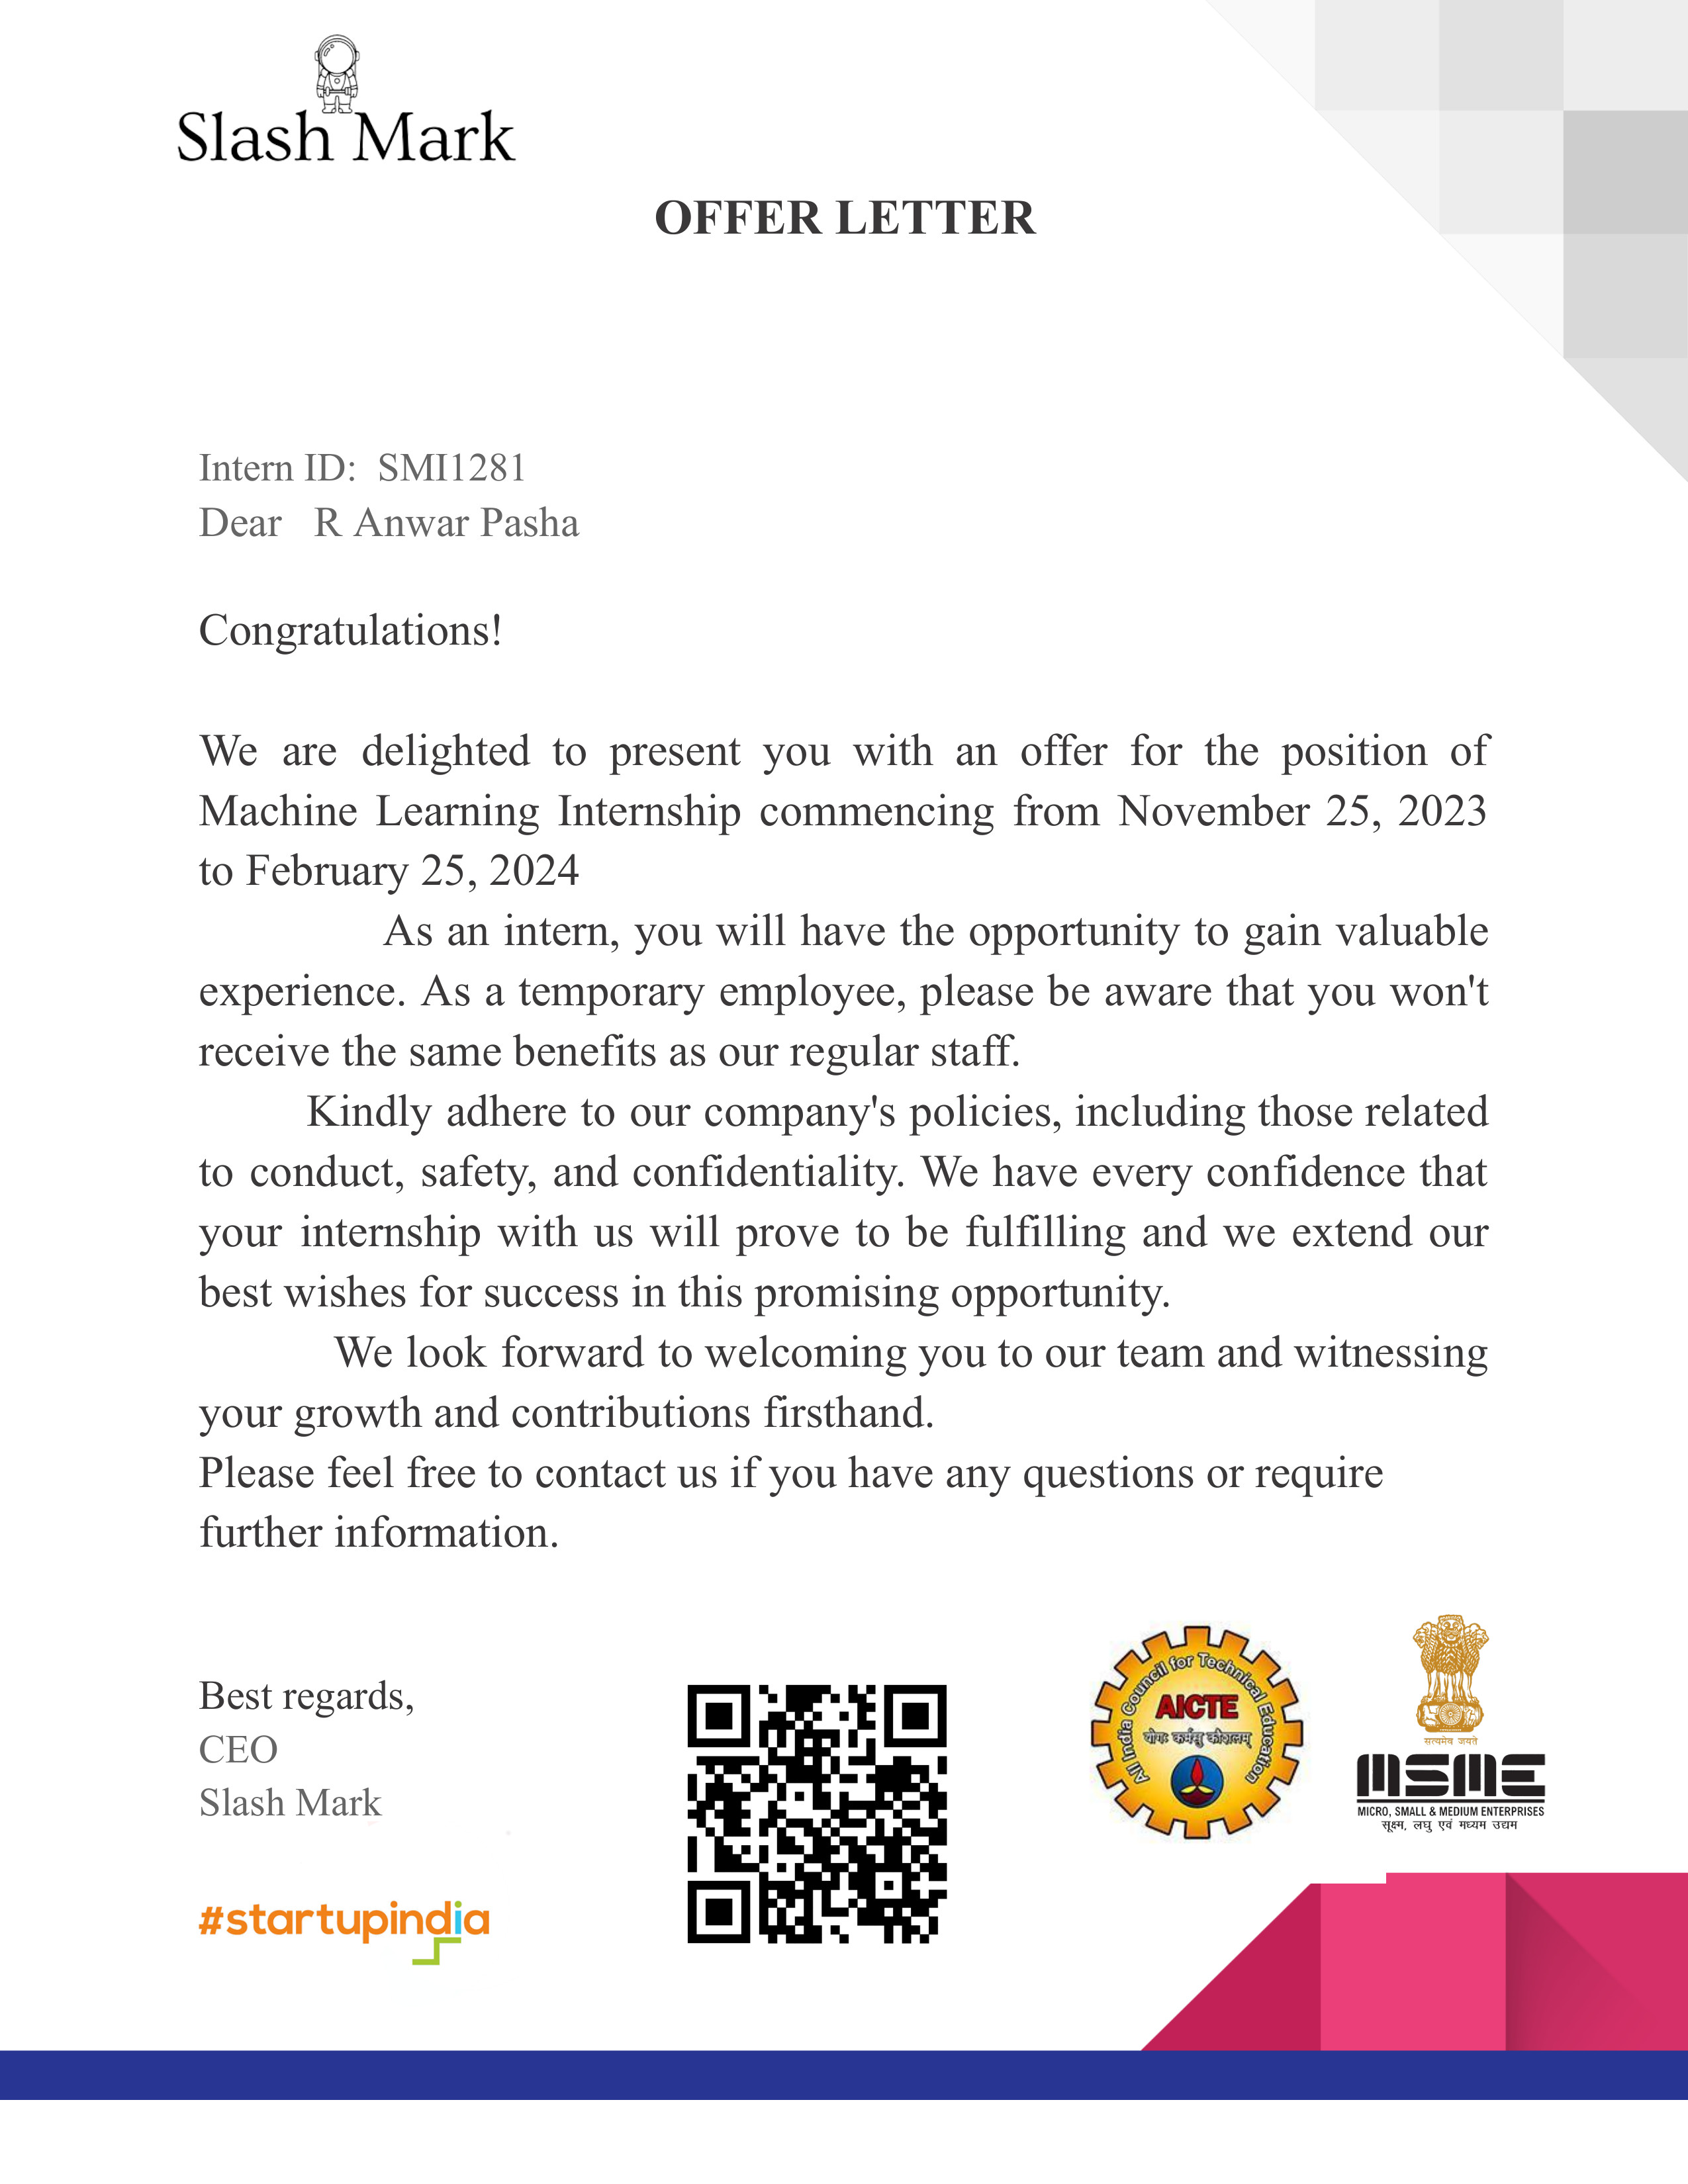 Slash Mark
OFFER LETTER
Intern ID: SMI1281
Dear R Anwar Pasha
Congratulations!
We are delighted to present you with an offer for the position of
Machine Learning Internship commencing from November 25, 2023
to February 25, 2024
As an intern, you will have the opportunity to gain valuable
experience. As a temporary employee, please be aware that you won't
receive the same benefits as our regular staff.
Kindly adhere to our company's policies, including those related
to conduct, safety, and confidentiality. We have every confidence that
your internship with us will prove to be fulfilling and we extend our
best wishes for success in this promising opportunity.
We look forward to welcoming you to our team and witnessing
your growth and contributions firsthand.
Please feel free to contact us if you have any questions or require
further information.
Best regards,
CEO
Slash Mark
#startupindia
All India Council for Technical Education
AICTE
योगः कर्मसु कौशलम्
सत्यमेव जयते
MSME
MICRO, SMALL & MEDIUM ENTERPRISES
सूक्ष्म, लघु एवं मध्यम उद्यम